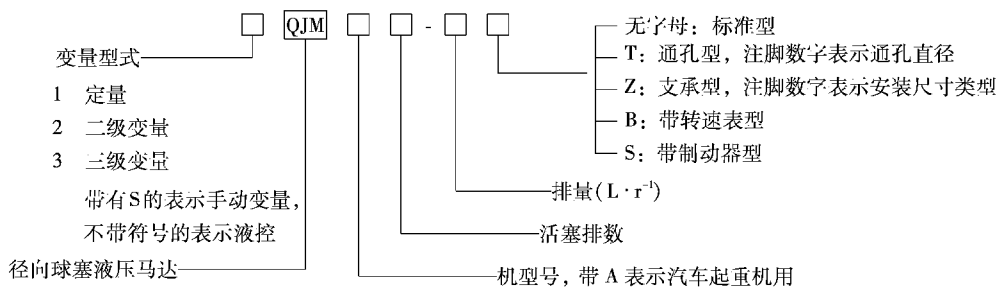 QJM -
无字母：标准型
T：通孔型，注脚数字表示通孔直径
Z：支承型，注脚数字表示安装尺寸类型
B：带转速表型
S：带制动器型
变量型式
1 定量
2 二级变量
3 三级变量
带有S的表示手动变量，
不带符号的表示液控
径向球塞液压马达
排量(L·r⁻¹)
活塞排数
机型号，带 A 表示汽车起重机用